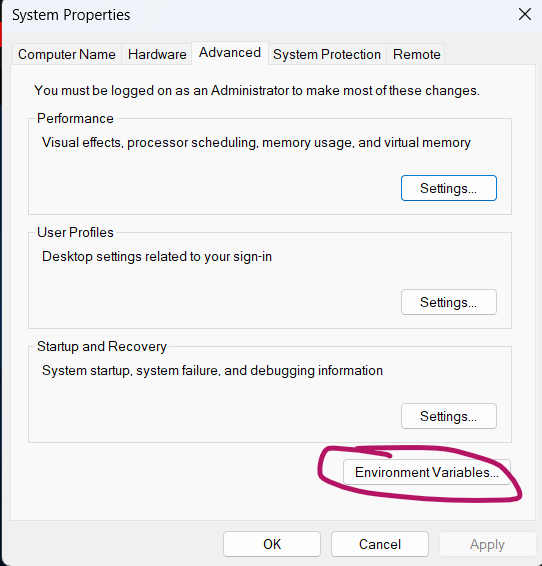 System Properties
Computer Name Hardware Advanced System Protection Remote
You must be logged on as an Administrator to make most of these changes.
Performance
Visual effects, processor scheduling, memory usage, and virtual memory
Settings...
User Profiles
Desktop settings related to your sign-in
Settings...
Startup and Recovery
System startup, system failure, and debugging information
Settings...
Environment Variables...
OK Cancel Apply